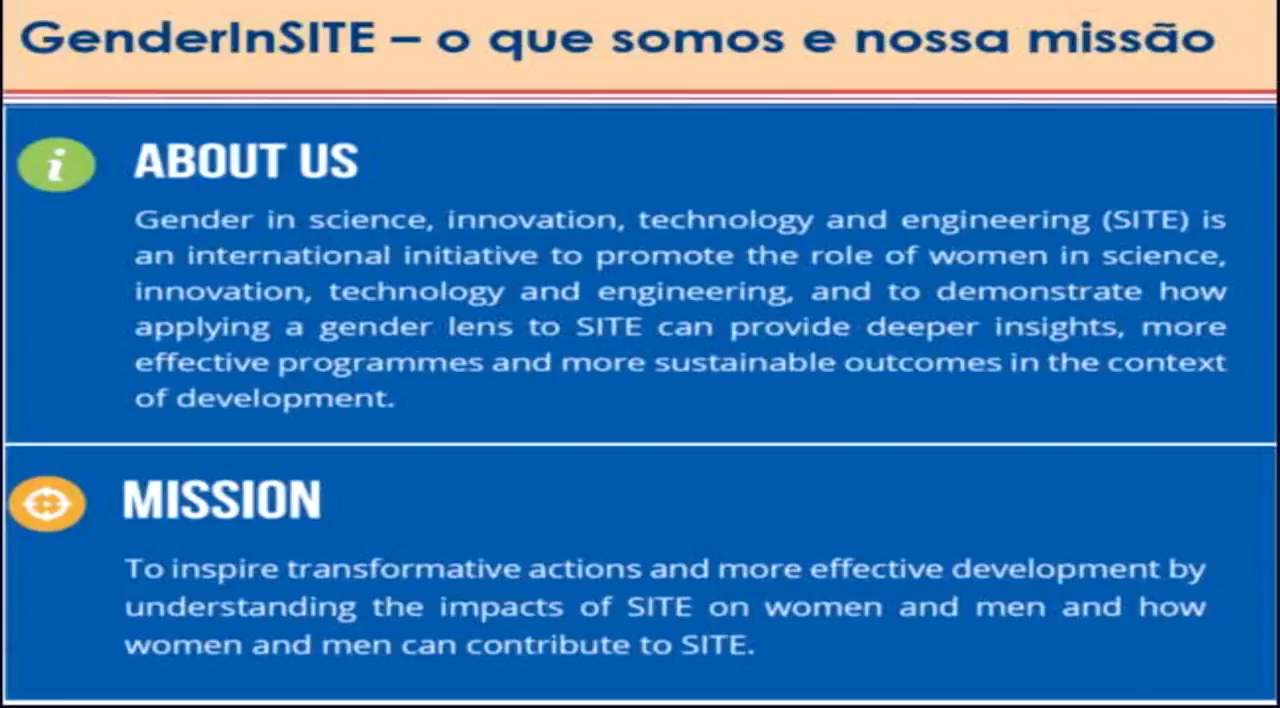 GenderInSITE – o que somos e nossa missão
i
ABOUT US
Gender in science, innovation, technology and engineering (SITE) is
an international initiative to promote the role of women in science,
innovation, technology and engineering, and to demonstrate how
applying a gender lens to SITE can provide deeper insights, more
effective programmes and more sustainable outcomes in the context
of development.
MISSION
To inspire transformative actions and more effective development by
understanding the impacts of SITE on women and men and how
women and men can contribute to SITE.